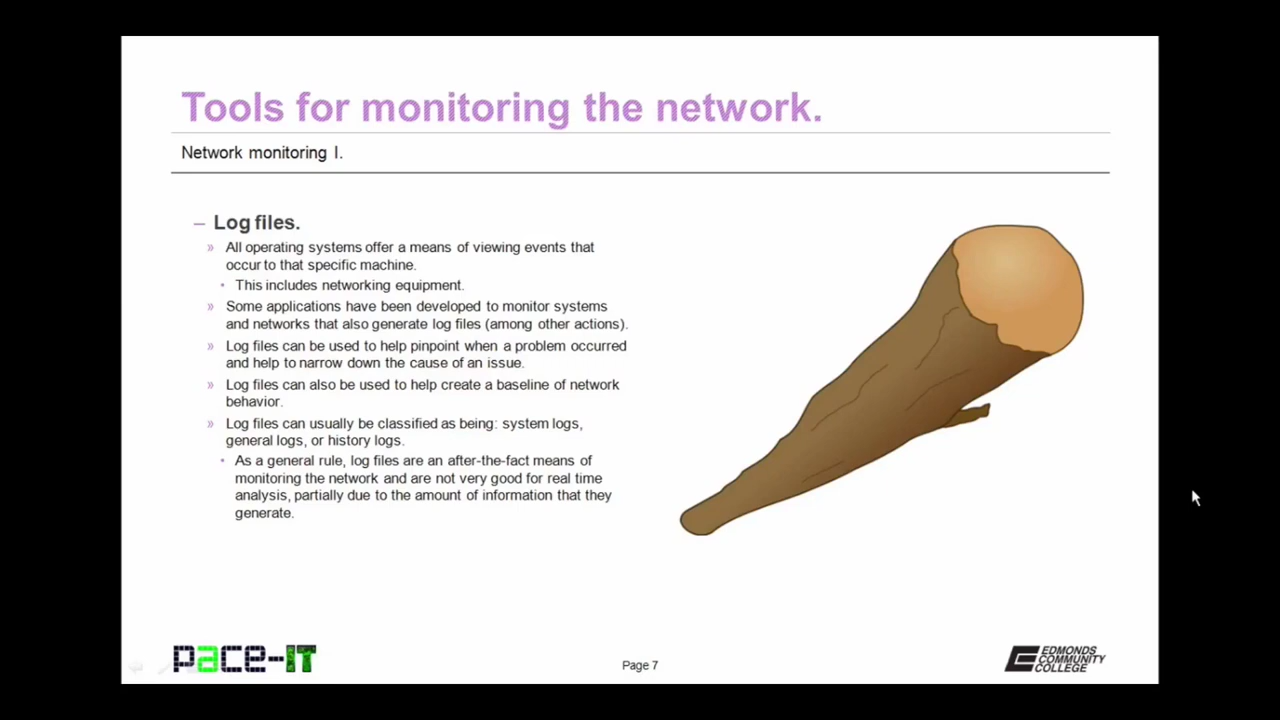 Tools for monitoring the network.
Network monitoring I.
– Log files.
» All operating systems offer a means of viewing events that
occur to that specific machine.
• This includes networking equipment.
» Some applications have been developed to monitor systems
and networks that also generate log files (among other actions).
» Log files can be used to help pinpoint when a problem occurred
and help to narrow down the cause of an issue.
» Log files can also be used to help create a baseline of network
behavior.
» Log files can usually be classified as being: system logs,
general logs, or history logs.
• As a general rule, log files are an after-the-fact means of
monitoring the network and are not very good for real time
analysis, partially due to the amount of information that they
generate.
pace-IT
Page 7
EDMONDS
COMMUNITY
COLLEGE